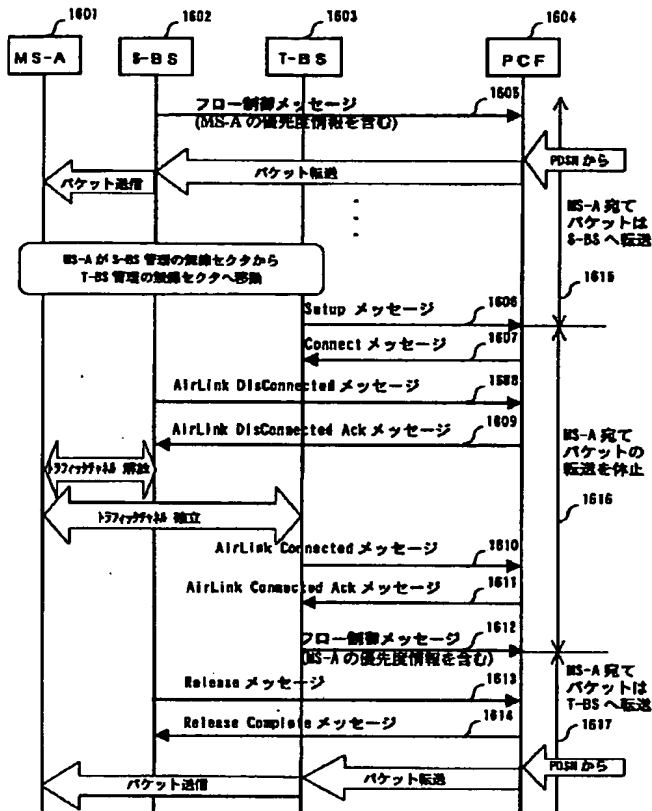 1601
1602
1603
1604
MS-A
S-BS
T-BS
PCF
1605
フロー制御メッセージ
(MS-A の優先度情報を含む)
PDSN から
パケット転送
パケット送信
MS-A 宛て
パケットは
S-BS へ転送
1615
MS-A が S-BS 管理の無線セクタから
T-BS 管理の無線セクタへ移動
1606
Setup メッセージ
1607
Connect メッセージ
1608
AirLink DisConnected メッセージ
1609
AirLink DisConnected Ack メッセージ
MS-A 宛て
パケットの
転送を休止
1616
トラフィックチャネル 解放
トラフィックチャネル 確立
1610
AirLink Connected メッセージ
1611
AirLink Connected Ack メッセージ
1612
フロー制御メッセージ
(MS-A の優先度情報を含む)
1613
Release メッセージ
MS-A 宛て
パケットは
T-BS へ転送
1617
1614
Release Complete メッセージ
PDSN から
パケット転送
パケット送信